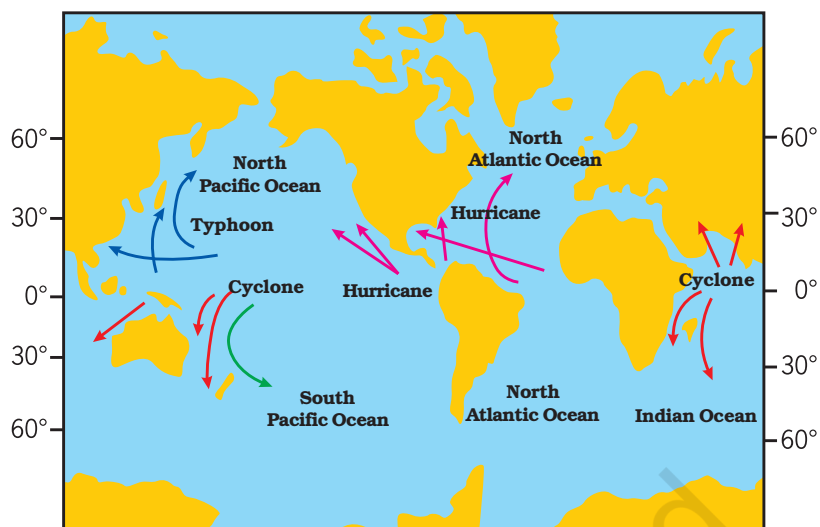 60°
30°
0°
30°
60°
North
Pacific Ocean
Typhoon
Cyclone
South
Pacific Ocean
Hurricane
North
Atlantic Ocean
Hurricane
North
Atlantic Ocean
Cyclone
Indian Ocean
60°
30°
0°
30°
60°
d